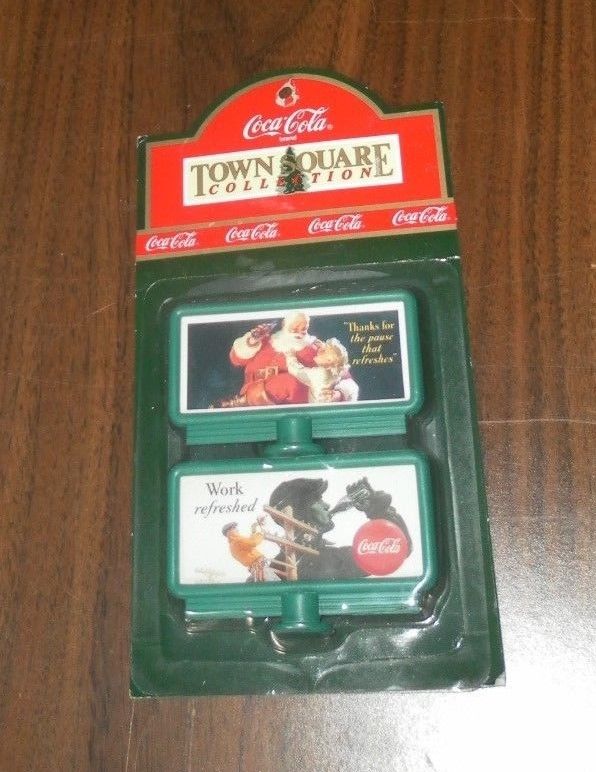 Coca-Cola
TOWN SQUARE
COLLECTION
Coca-Cola Coca-Cola Coca-Cola Coca-Cola
"Thanks for
the pause
that
refreshes"
Work
refreshed
Coca-Cola